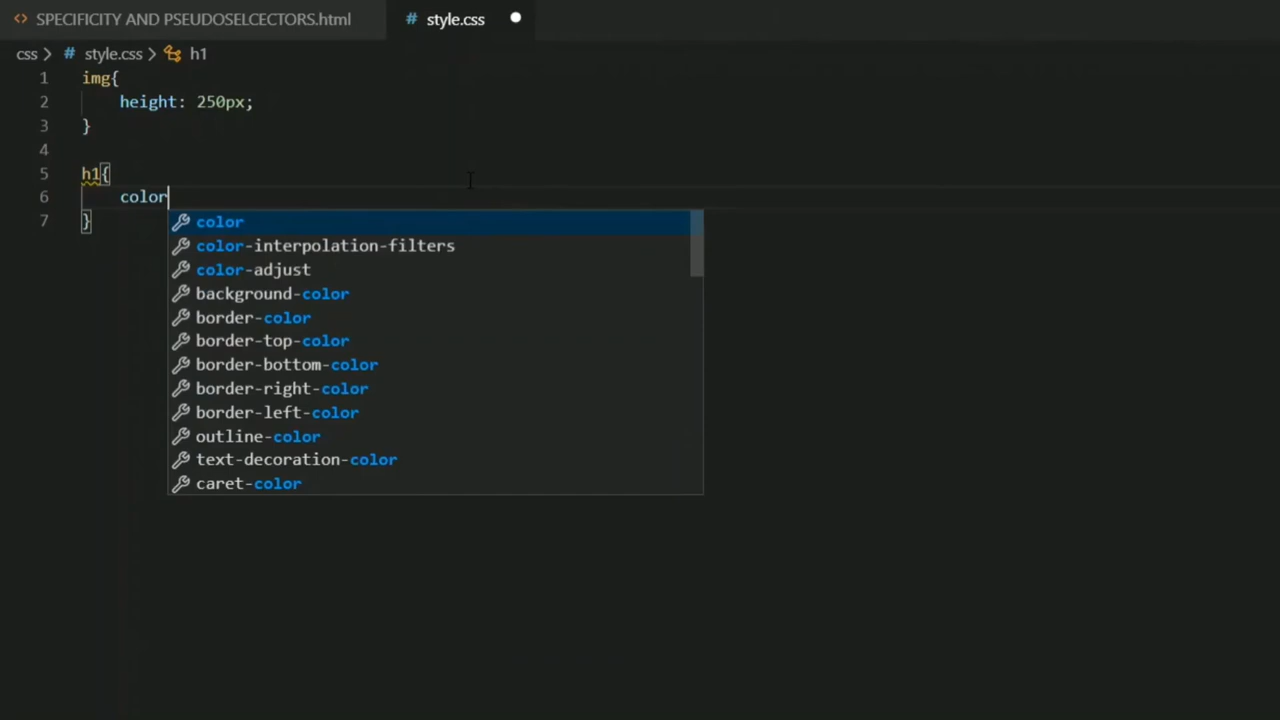 <> SPECIFICITY AND PSEUDOSELCECTORS.html # style.css
css > # style.css > h1
1 img{
2 height: 250px;
3 }
4
5 h1{
6 color
7 }
color
color-interpolation-filters
color-adjust
background-color
border-color
border-top-color
border-bottom-color
border-right-color
border-left-color
outline-color
text-decoration-color
caret-color